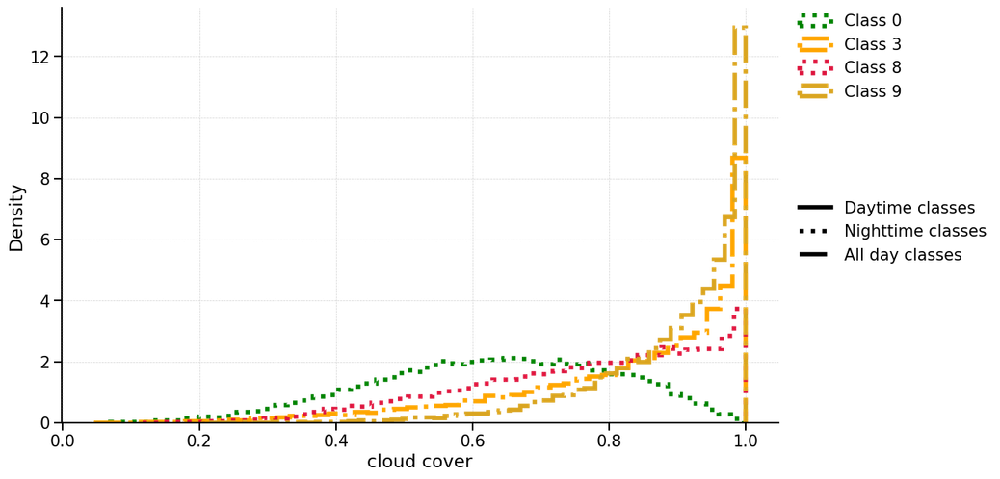 Class 0
Class 3
Class 8
Class 9
Daytime classes
Nighttime classes
All day classes
Density
12
10
8
6
4
2
0
0.0 0.2 0.4 0.6 0.8 1.0
cloud cover